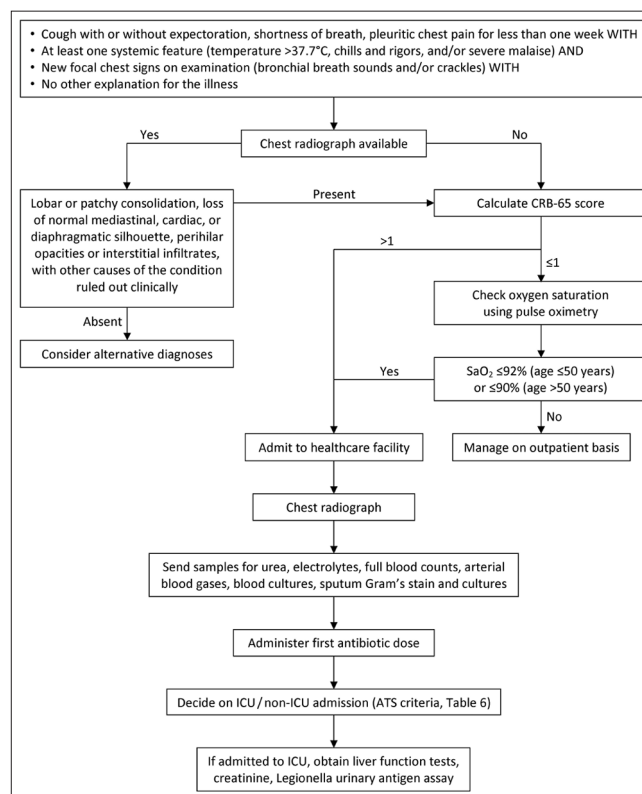 • Cough with or without expectoration, shortness of breath, pleuritic chest pain for less than one week WITH
• At least one systemic feature (temperature >37.7°C, chills and rigors, and/or severe malaise) AND
• New focal chest signs on examination (bronchial breath sounds and/or crackles) WITH
• No other explanation for the illness
Yes
Chest radiograph available
No
Lobar or patchy consolidation, loss
of normal mediastinal, cardiac, or
diaphragmatic silhouette, perihilar
opacities or interstitial infiltrates,
with other causes of the condition
ruled out clinically
Present
Calculate CRB-65 score
>1
≤1
Check oxygen saturation
using pulse oximetry
Absent
Consider alternative diagnoses
Yes
SaO₂ ≤92% (age ≤50 years)
or ≤90% (age >50 years)
No
Admit to healthcare facility
Manage on outpatient basis
Chest radiograph
Send samples for urea, electrolytes, full blood counts, arterial
blood gases, blood cultures, sputum Gram's stain and cultures
Administer first antibiotic dose
Decide on ICU/non-ICU admission (ATS criteria, Table 6)
If admitted to ICU, obtain liver function tests,
creatinine, Legionella urinary antigen assay